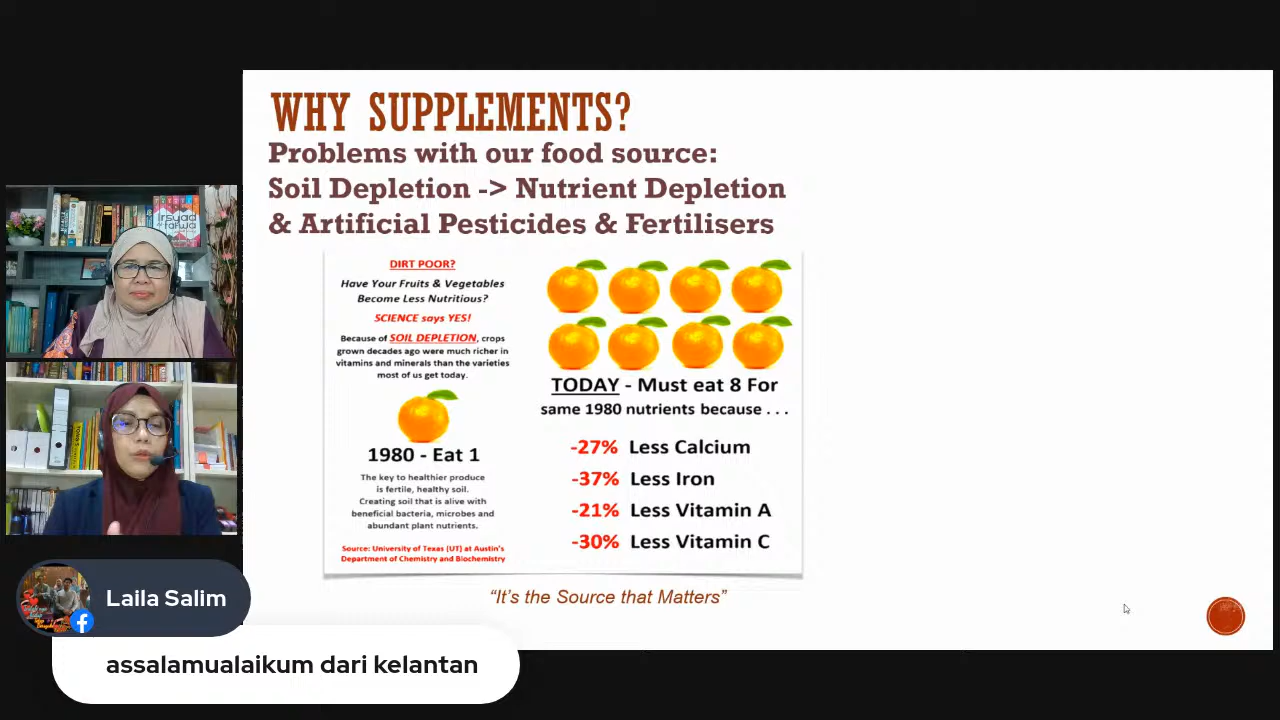 WHY SUPPLEMENTS?
Problems with our food source:
Soil Depletion -> Nutrient Depletion
& Artificial Pesticides & Fertilisers
DIRT POOR?
Have Your Fruits & Vegetables
Become Less Nutritious?
SCIENCE says YES!
Because of SOIL DEPLETION, crops
grown decades ago were much richer in
vitamins and minerals than the varieties
most of us get today.
1980 - Eat 1
The key to healthier produce
is fertile, healthy soil.
Creating soil that is alive with
beneficial bacteria, microbes and
abundant plant nutrients.
Source: University of Texas (UT) at Austin's
Department of Chemistry and Biochemistry
TODAY - Must eat 8 For
same 1980 nutrients because . . .
-27% Less Calcium
-37% Less Iron
-21% Less Vitamin A
-30% Less Vitamin C
“It’s the Source that Matters”
Irsyad
takwa
Laila Salim
assalamualaikum dari kelantan